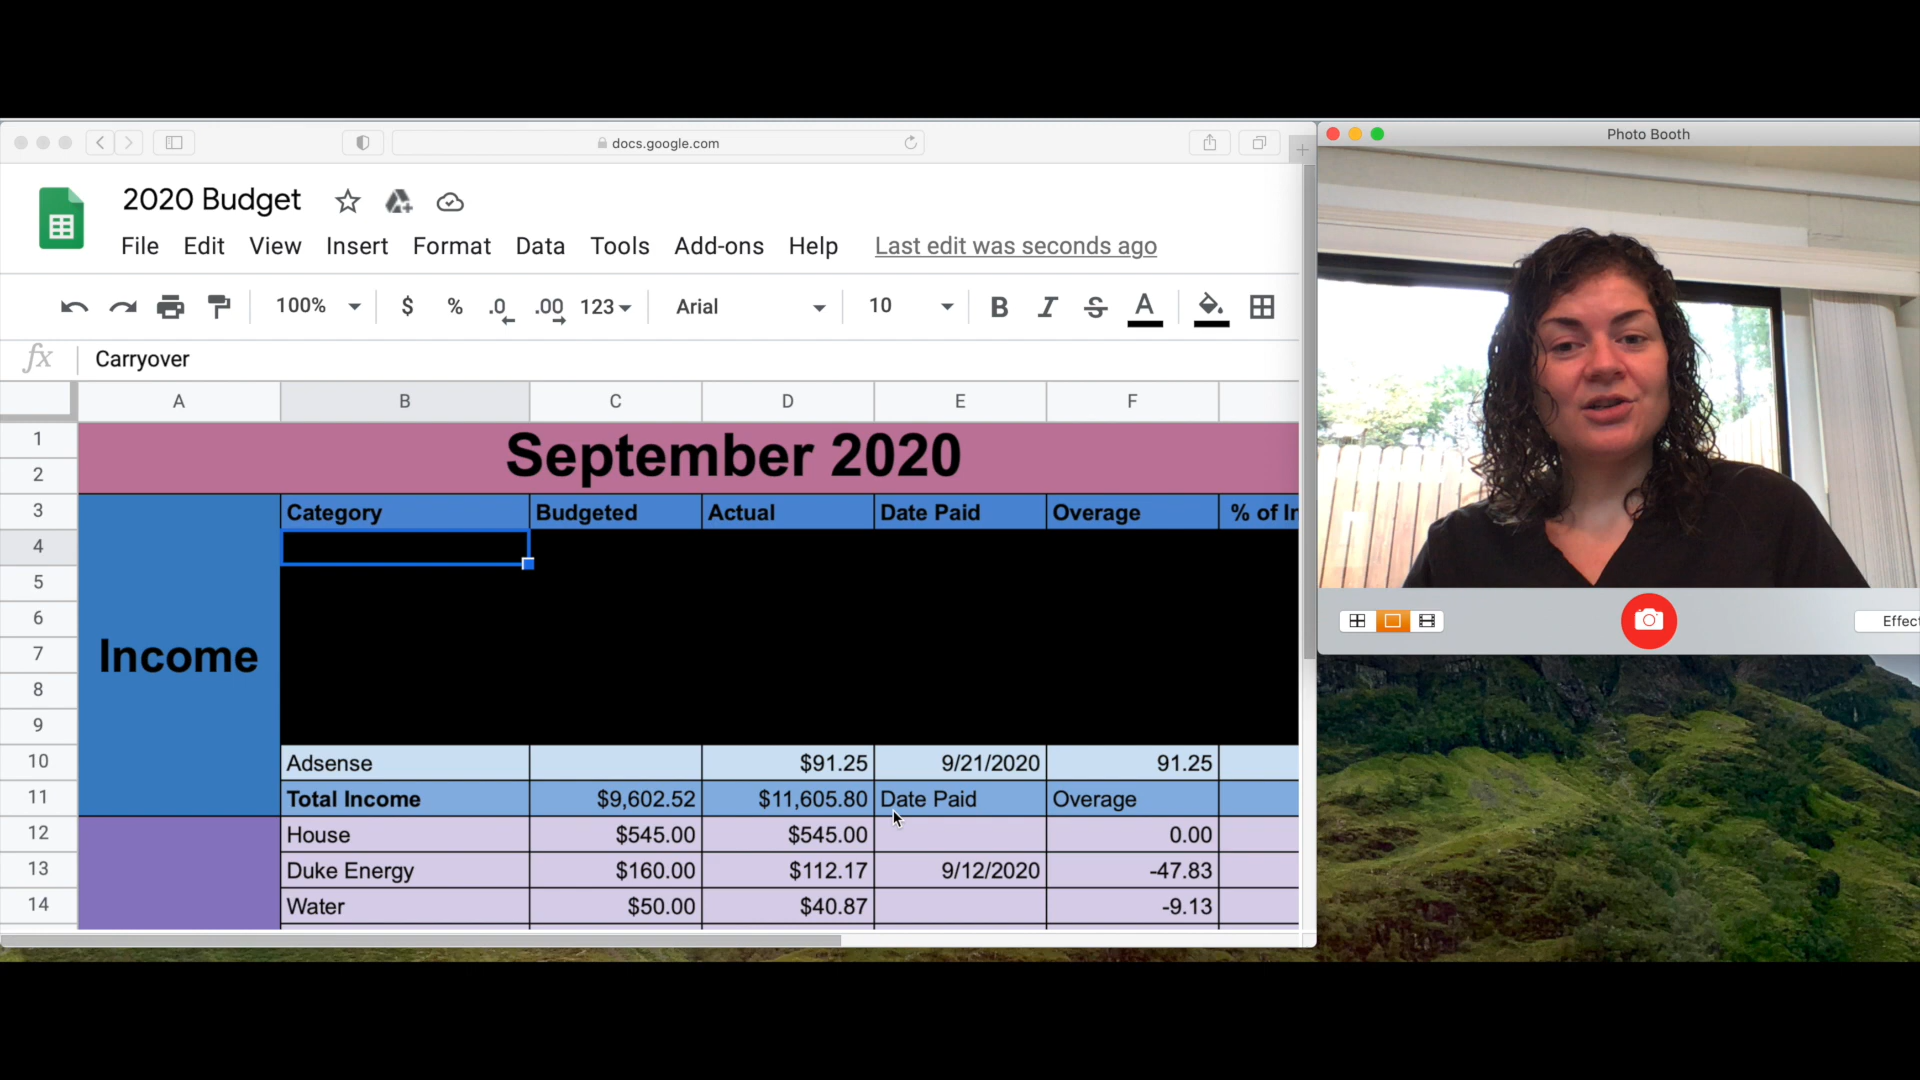 docs.google.com
Photo Booth
2020 Budget
File Edit View Insert Format Data Tools Add-ons Help Last edit was seconds ago
100% $ % .0 .00 123 Arial 10 B I S A
fx Carryover
A B C D E F
1 September 2020
2
3 Category Budgeted Actual Date Paid Overage % of In
4
5
6
7 Income
8
9
10 Adsense $91.25 9/21/2020 91.25
11 Total Income $9,602.52 $11,605.80 Date Paid Overage
12 House $545.00 $545.00 0.00
13 Duke Energy $160.00 $112.17 9/12/2020 -47.83
14 Water $50.00 $40.87 -9.13
Effect